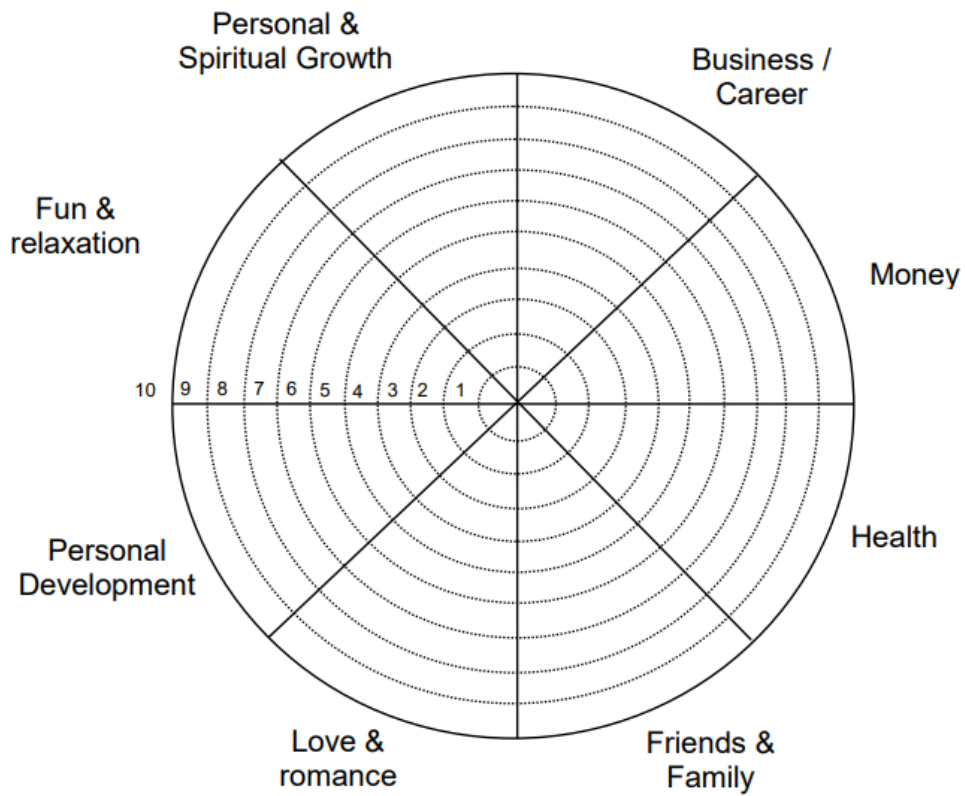 Personal &
Spiritual Growth
Business /
Career
Fun &
relaxation
Money
10 9 8 7 6 5 4 3 2 1
Personal
Development
Health
Love &
romance
Friends &
Family